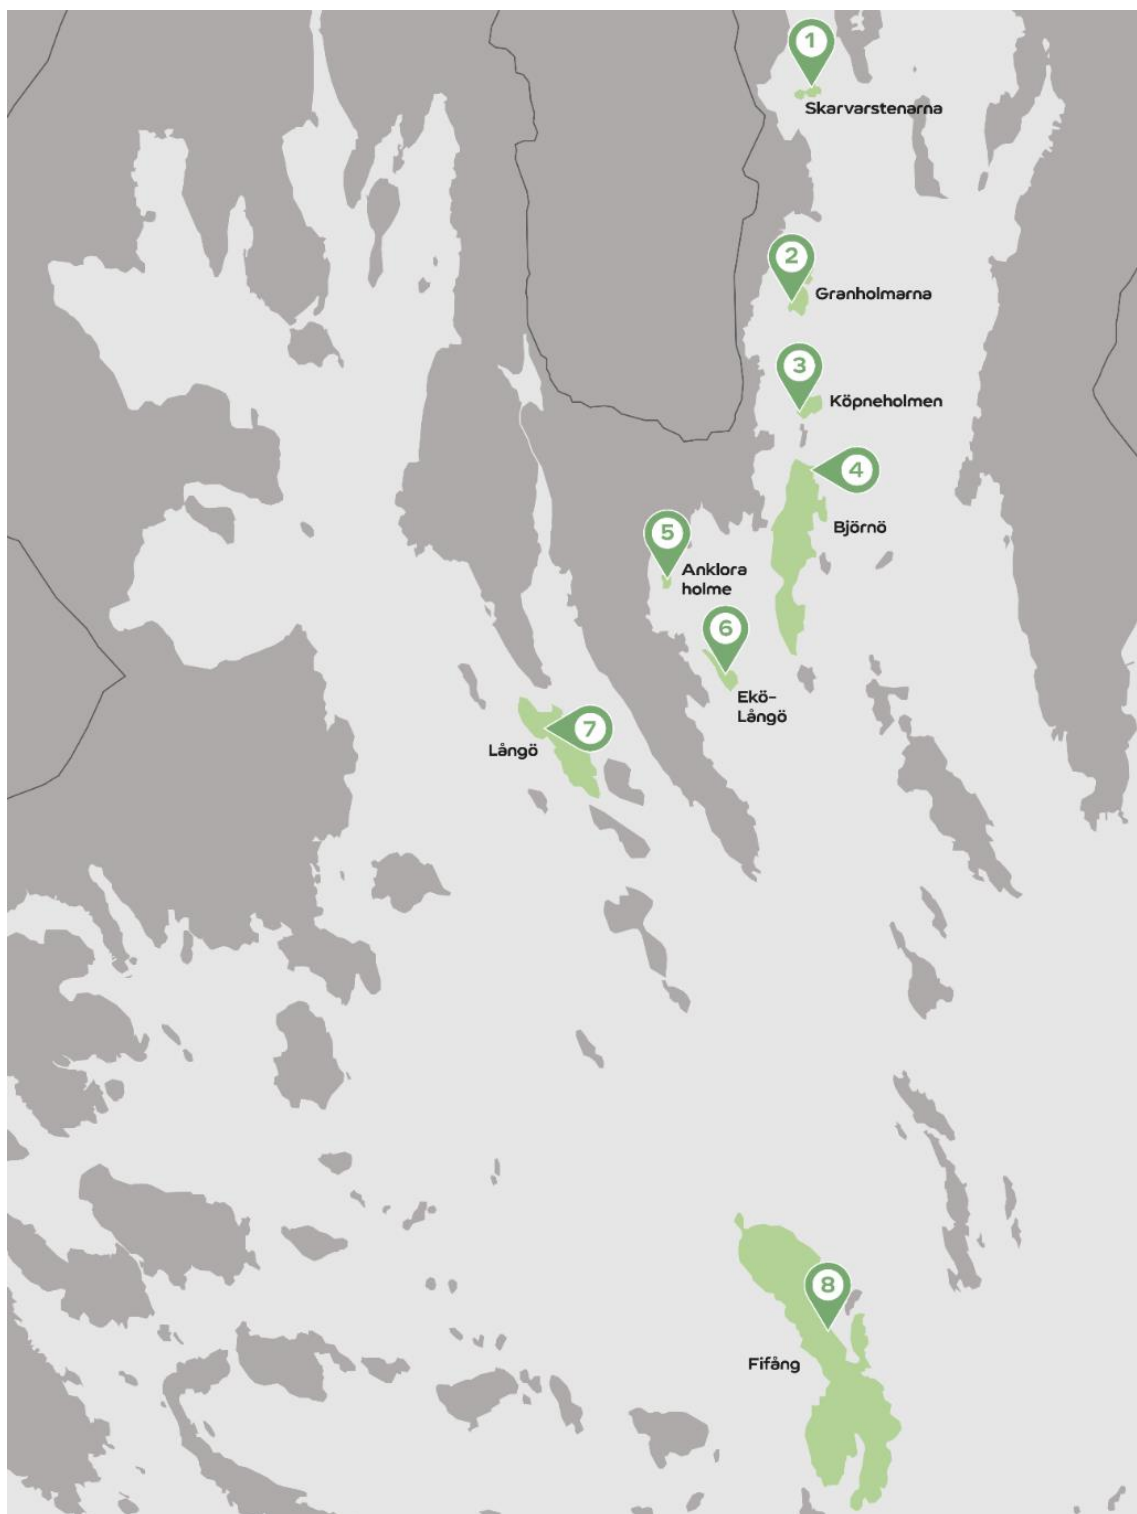 1
Skarvarstenarna
2
Granholmarna
3
Köpneholmen
4
Björnö
5
Anklora
holme
6
Ekö-
Långö
7
Långö
8
Fifång